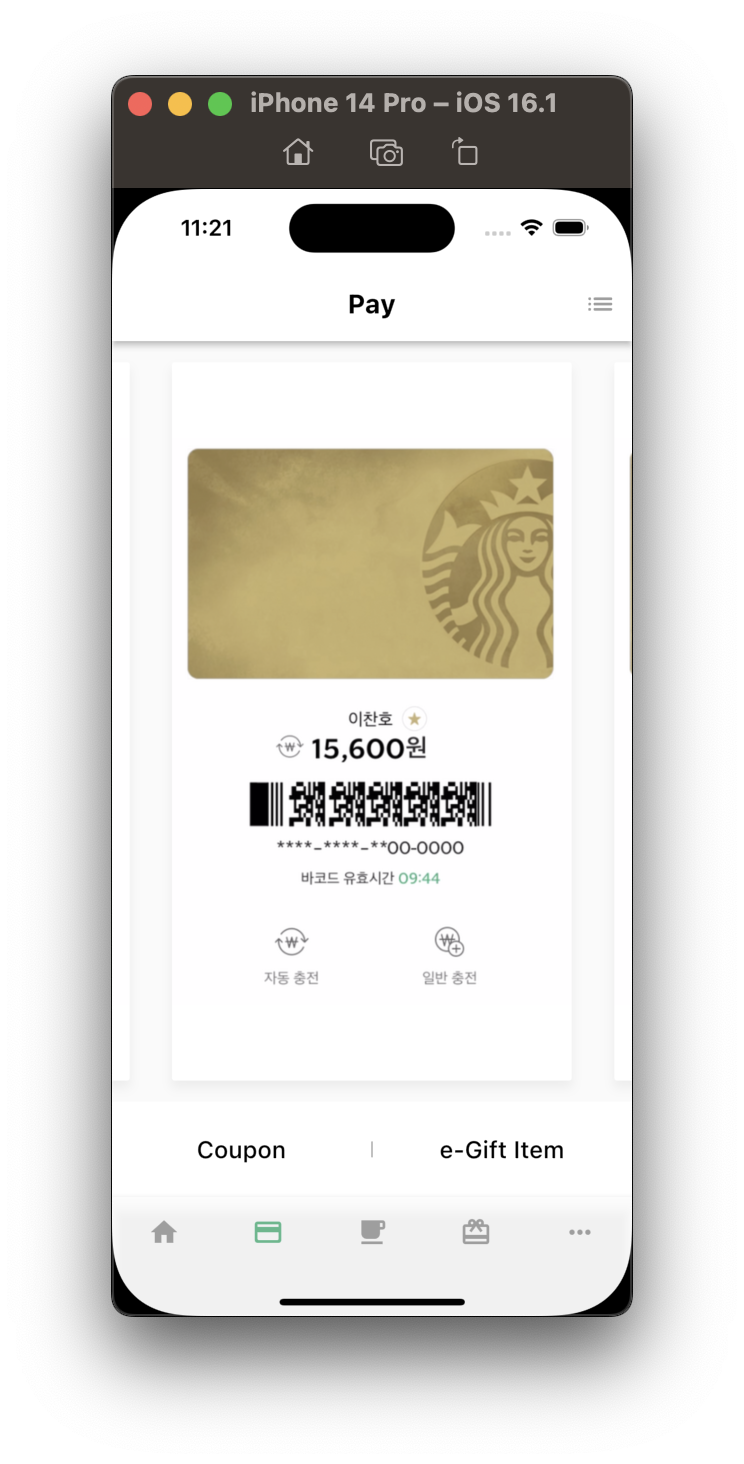 iPhone 14 Pro – iOS 16.1
11:21
Pay
이찬호
15,600원
****-****-**00-0000
바코드 유효시간 09:44
자동 충전 일반 충전
Coupon | e-Gift Item